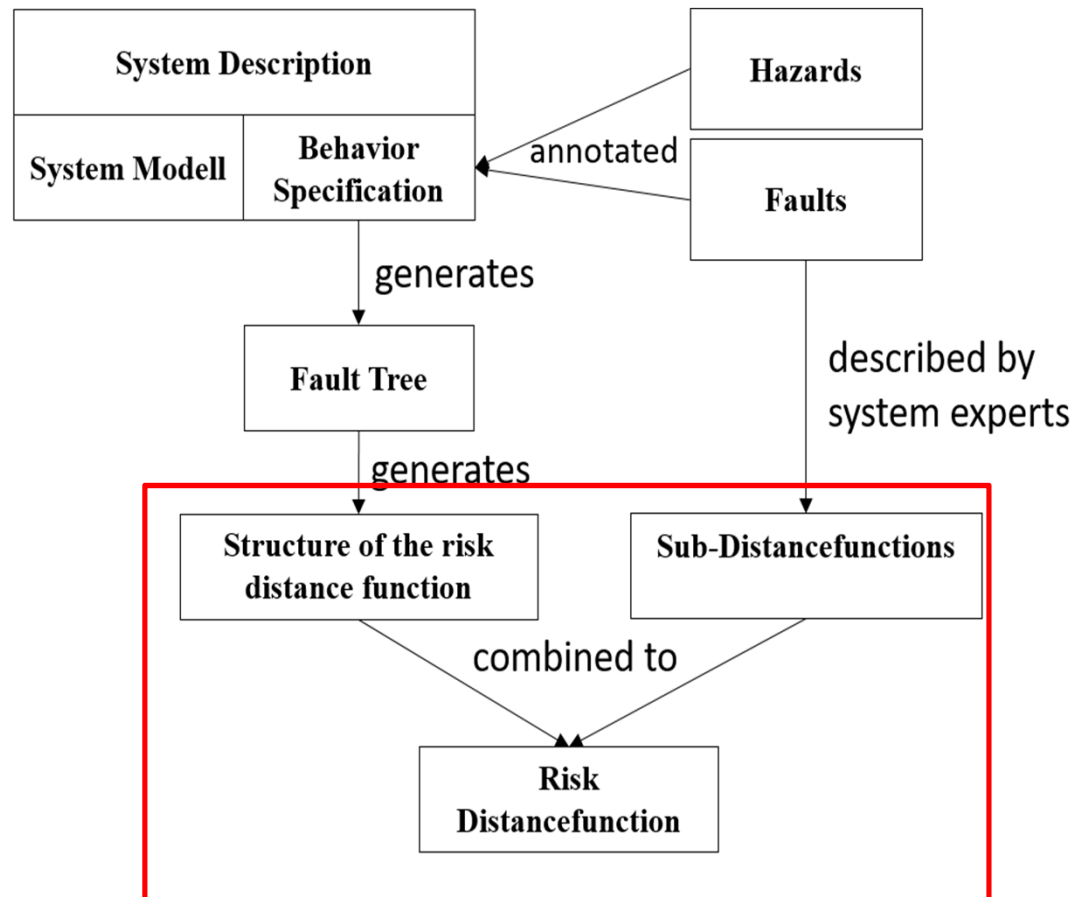 System Description
Hazards
System Modell
Behavior
Specification
annotated
Faults
generates
Fault Tree
described by
system experts
generates
Structure of the risk
distance function
Sub-Distancefunctions
combined to
Risk
Distancefunction